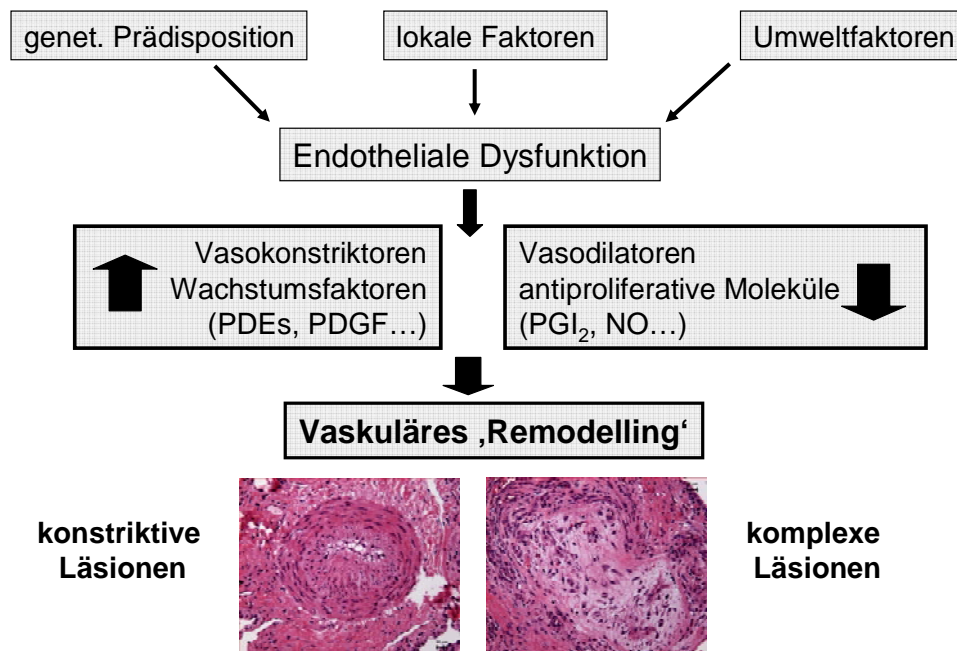 genet. Prädisposition
lokale Faktoren
Umweltfaktoren
Endotheliale Dysfunktion
Vasokonstriktoren
Wachstumsfaktoren
(PDEs, PDGF…)
Vasodilatoren
antiproliferative Moleküle
(PGI₂, NO…)
Vaskuläres ‚Remodelling‘
konstriktive
Läsionen
komplexe
Läsionen